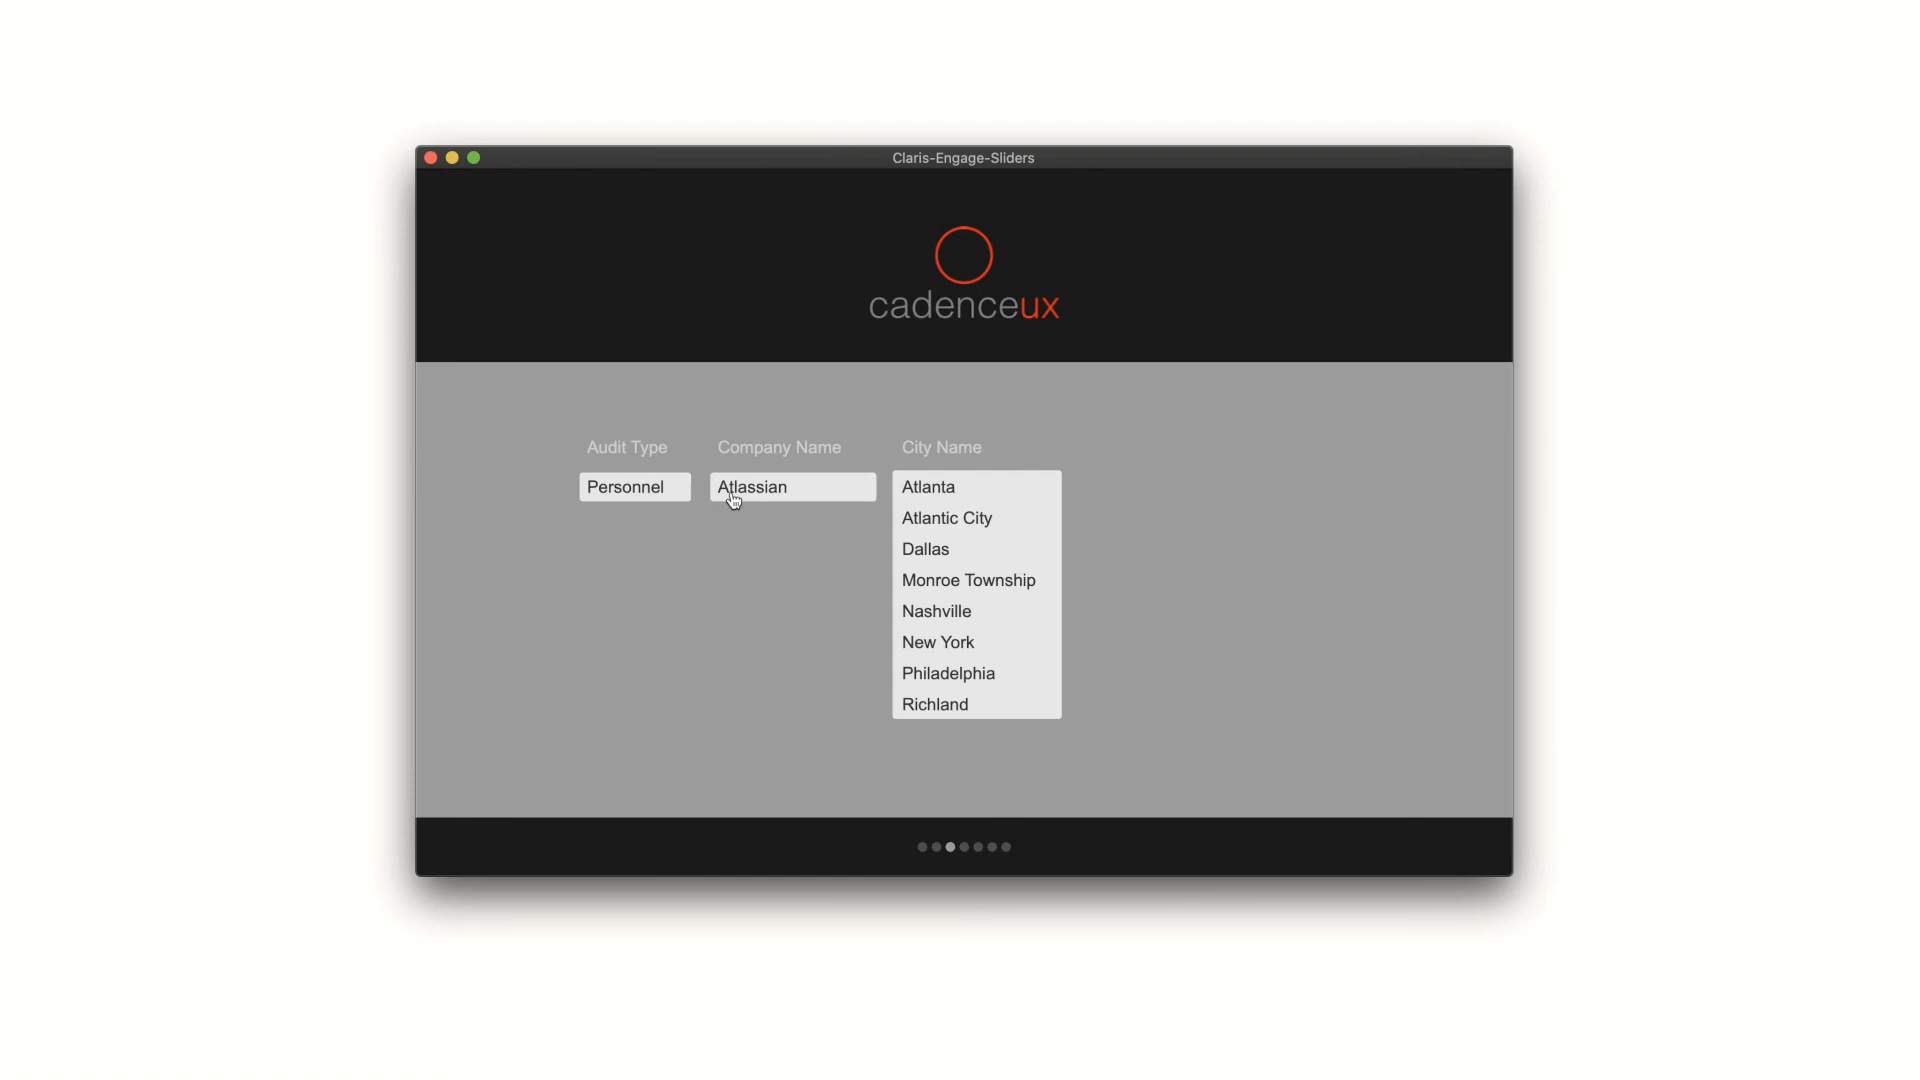 Claris-Engage-Sliders
cadenceux
Audit Type
Company Name
City Name
Personnel
Atlassian
Atlanta
Atlantic City
Dallas
Monroe Township
Nashville
New York
Philadelphia
Richland